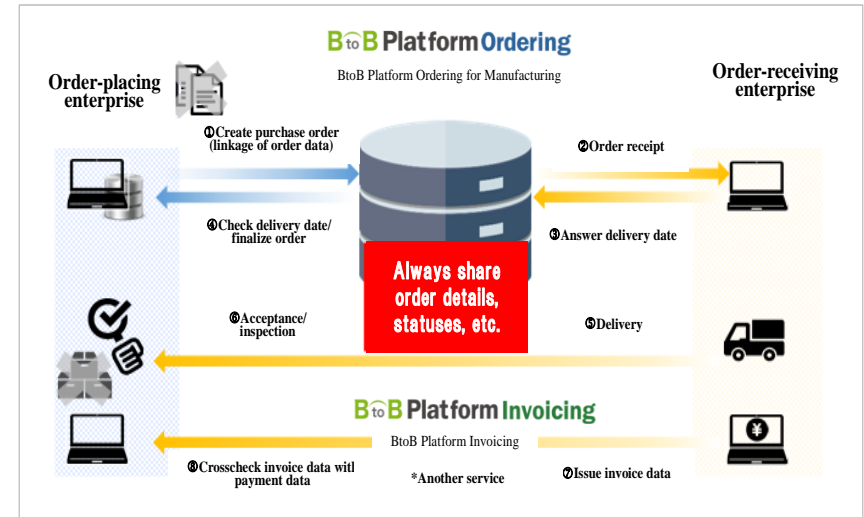 BtoB Platform Ordering
BtoB Platform Ordering for Manufacturing
Order-placing
enterprise
Order-receiving
enterprise
①Create purchase order
(linkage of order data)
②Order receipt
④Check delivery date/
finalize order
③Answer delivery date
Always share
order details,
statuses, etc.
⑥Acceptance/
inspection
⑤Delivery
BtoB Platform Invoicing
BtoB Platform Invoicing
⑧Crosscheck invoice data with
payment data
*Another service
⑦Issue invoice data
¥